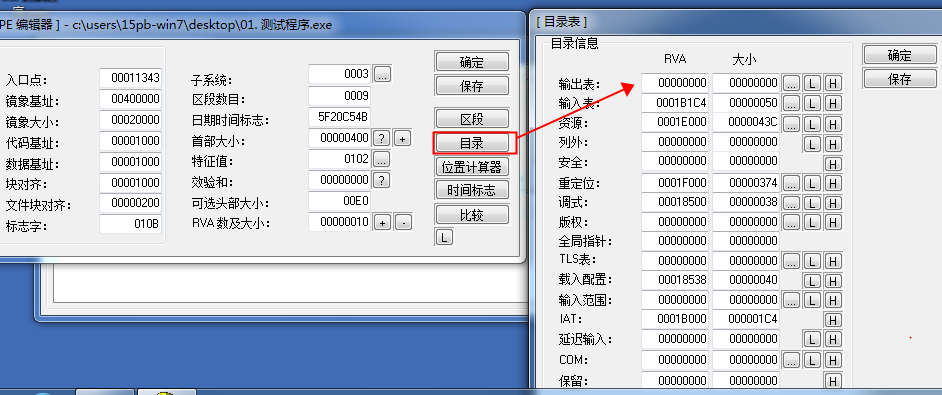 PE 编辑器 ] - c:\users\15pb-win7\desktop\01. 测试程序.exe
入口点: 00011343
镜象基址: 00400000
镜象大小: 00020000
代码基址: 00001000
数据基址: 00001000
块对齐: 00001000
文件块对齐: 00000200
标志字: 010B
子系统: 0003 ...
区段数目: 0009
日期时间标志: 5F20C54B
首部大小: 00000400 ? +
特征值: 0102 ...
效验和: 00000000 ?
可选头部大小: 00E0
RVA 数及大小: 00000010 + -
确定
保存
区段
目录
位置计算器
时间标志
比较
L
[ 目录表 ]
目录信息
RVA 大小
输出表: 00000000 00000000 ... L H
输入表: 0001B1C4 00000050 ... L H
资源: 0001E000 0000043C ... L H
列外: 00000000 00000000 L H
安全: 00000000 00000000 H
重定位: 0001F000 00000374 ... L H
调式: 00018500 00000038 ... L H
版权: 00000000 00000000 ... L H
全局指针: 00000000 00000000
TLS表: 00000000 00000000 ... L H
载入配置: 00018538 00000040 L H
输入范围: 00000000 00000000 ... L H
IAT: 0001B000 000001C4 H
延迟输入: 00000000 00000000 L H
COM: 00000000 00000000 ... L H
保留: 00000000 00000000 H
确定
保存